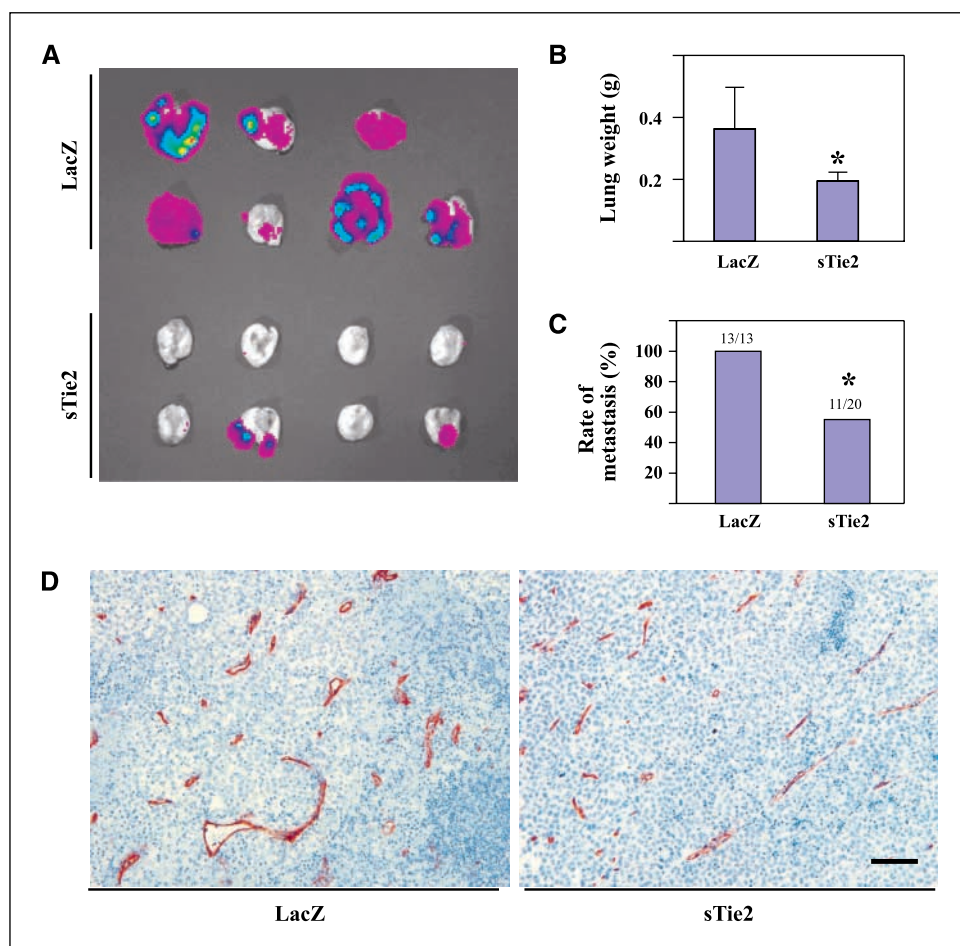 A
LacZ
sTie2
B
Lung weight (g)
0.4
0.2
*
LacZ
sTie2
C
Rate of
metastasis (%)
100
80
60
40
20
13/13
*
11/20
LacZ
sTie2
D
LacZ
sTie2